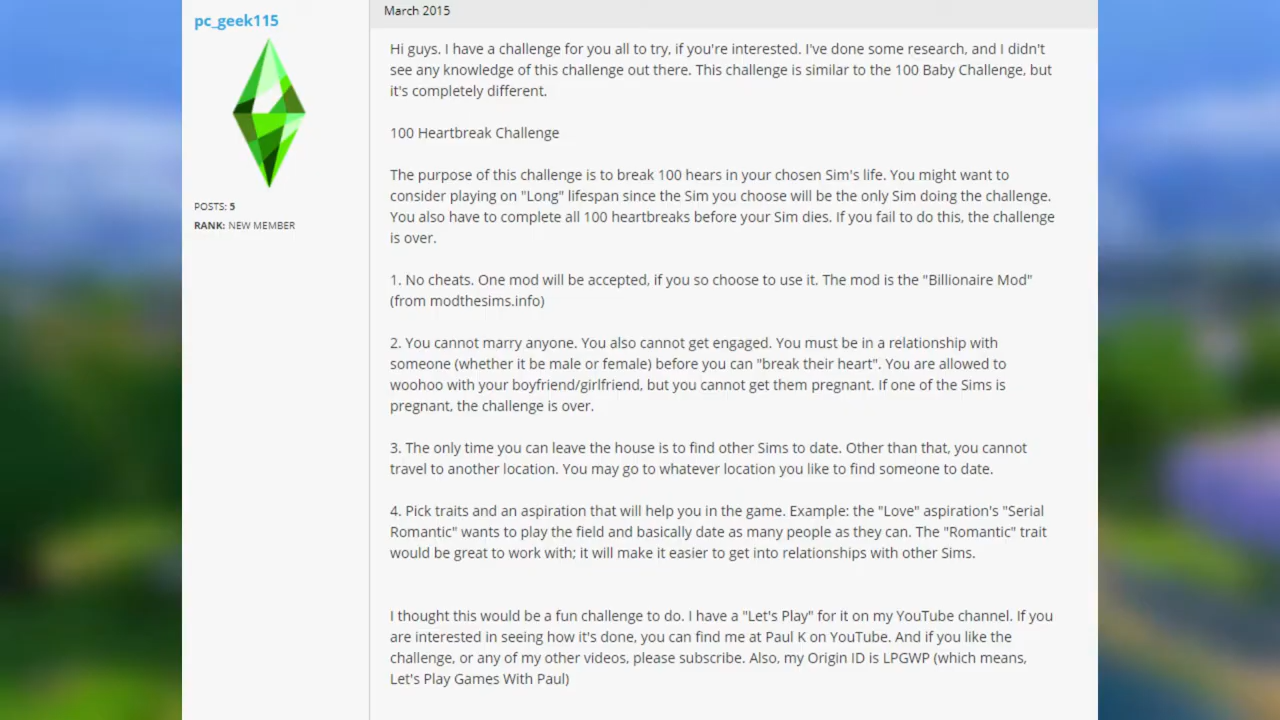 pc_geek115
POSTS: 5
RANK: NEW MEMBER
March 2015
Hi guys. I have a challenge for you all to try, if you're interested. I've done some research, and I didn't
see any knowledge of this challenge out there. This challenge is similar to the 100 Baby Challenge, but
it's completely different.
100 Heartbreak Challenge
The purpose of this challenge is to break 100 hears in your chosen Sim's life. You might want to
consider playing on "Long" lifespan since the Sim you choose will be the only Sim doing the challenge.
You also have to complete all 100 heartbreaks before your Sim dies. If you fail to do this, the challenge
is over.
1. No cheats. One mod will be accepted, if you so choose to use it. The mod is the "Billionaire Mod"
(from modthesims.info)
2. You cannot marry anyone. You also cannot get engaged. You must be in a relationship with
someone (whether it be male or female) before you can "break their heart". You are allowed to
woohoo with your boyfriend/girlfriend, but you cannot get them pregnant. If one of the Sims is
pregnant, the challenge is over.
3. The only time you can leave the house is to find other Sims to date. Other than that, you cannot
travel to another location. You may go to whatever location you like to find someone to date.
4. Pick traits and an aspiration that will help you in the game. Example: the "Love" aspiration's "Serial
Romantic" wants to play the field and basically date as many people as they can. The "Romantic" trait
would be great to work with; it will make it easier to get into relationships with other Sims.
I thought this would be a fun challenge to do. I have a "Let's Play" for it on my YouTube channel. If you
are interested in seeing how it's done, you can find me at Paul K on YouTube. And if you like the
challenge, or any of my other videos, please subscribe. Also, my Origin ID is LPGWP (which means,
Let's Play Games With Paul)